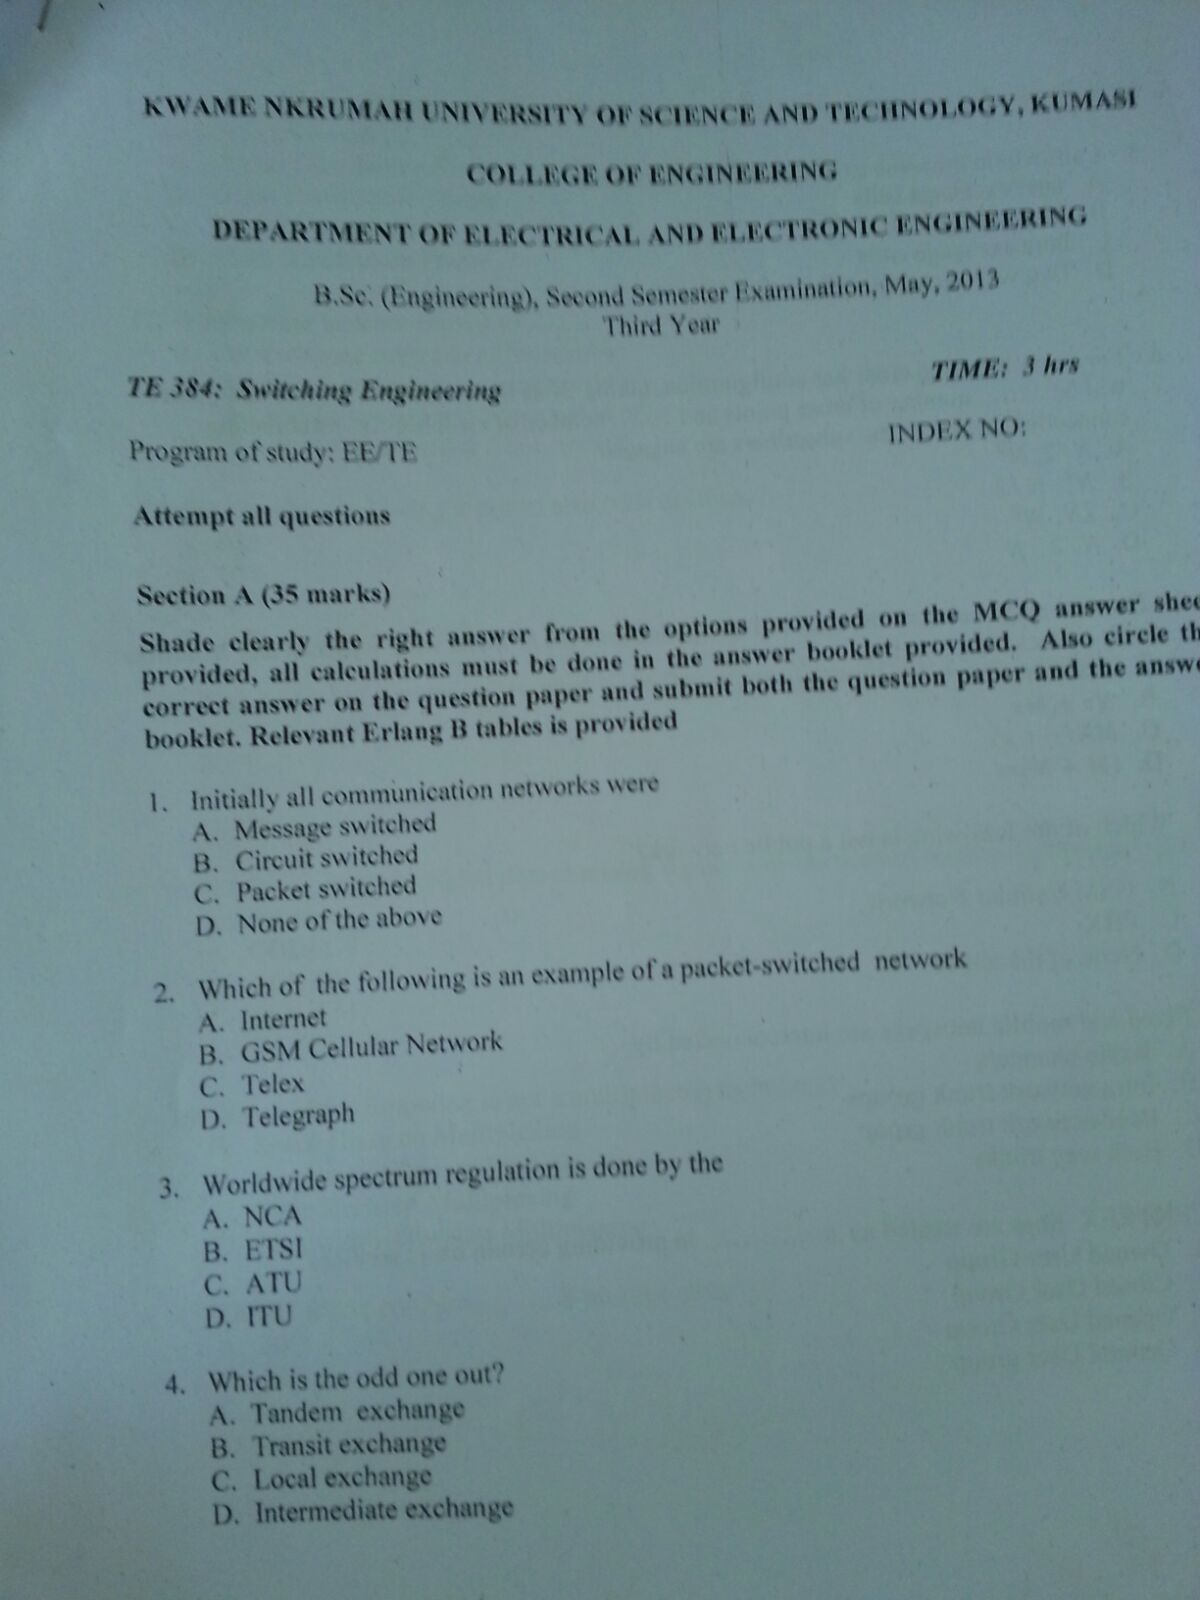 KWAME NKRUMAH UNIVERSITY OF SCIENCE AND TECHNOLOGY, KUMASI
COLLEGE OF ENGINEERING
DEPARTMENT OF ELECTRICAL AND ELECTRONIC ENGINEERING
B.Sc. (Engineering), Second Semester Examination, May, 2013
Third Year
TIME: 3 hrs
TE 384: Switching Engineering
INDEX NO:
Program of study: EE/TE
Attempt all questions
Section A (35 marks)
Shade clearly the right answer from the options provided on the MCQ answer shee
provided, all calculations must be done in the answer booklet provided. Also circle th
correct answer on the question paper and submit both the question paper and the answe
booklet. Relevant Erlang B tables is provided
1. Initially all communication networks were
A. Message switched
B. Circuit switched
C. Packet switched
D. None of the above
2. Which of the following is an example of a packet-switched network
A. Internet
B. GSM Cellular Network
C. Telex
D. Telegraph
3. Worldwide spectrum regulation is done by the
A. NCA
B. ETSI
C. ATU
D. ITU
4. Which is the odd one out?
A. Tandem exchange
B. Transit exchange
C. Local exchange
D. Intermediate exchange